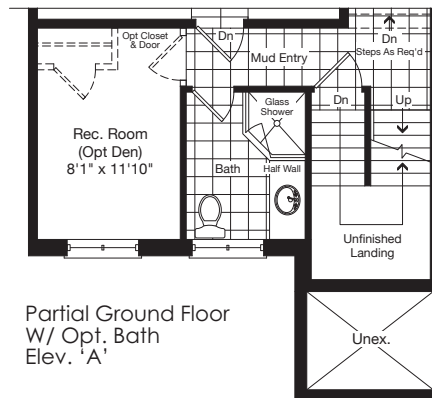 Opt Closet
& Door
Dn
Dn
Steps As Req'd
Mud Entry
Glass
Shower
Dn
Up
Rec. Room
(Opt Den)
8'1" x 11'10"
Bath
Half Wall
Unfinished
Landing
Partial Ground Floor
W/ Opt. Bath
Elev. ‘A’
Unex.